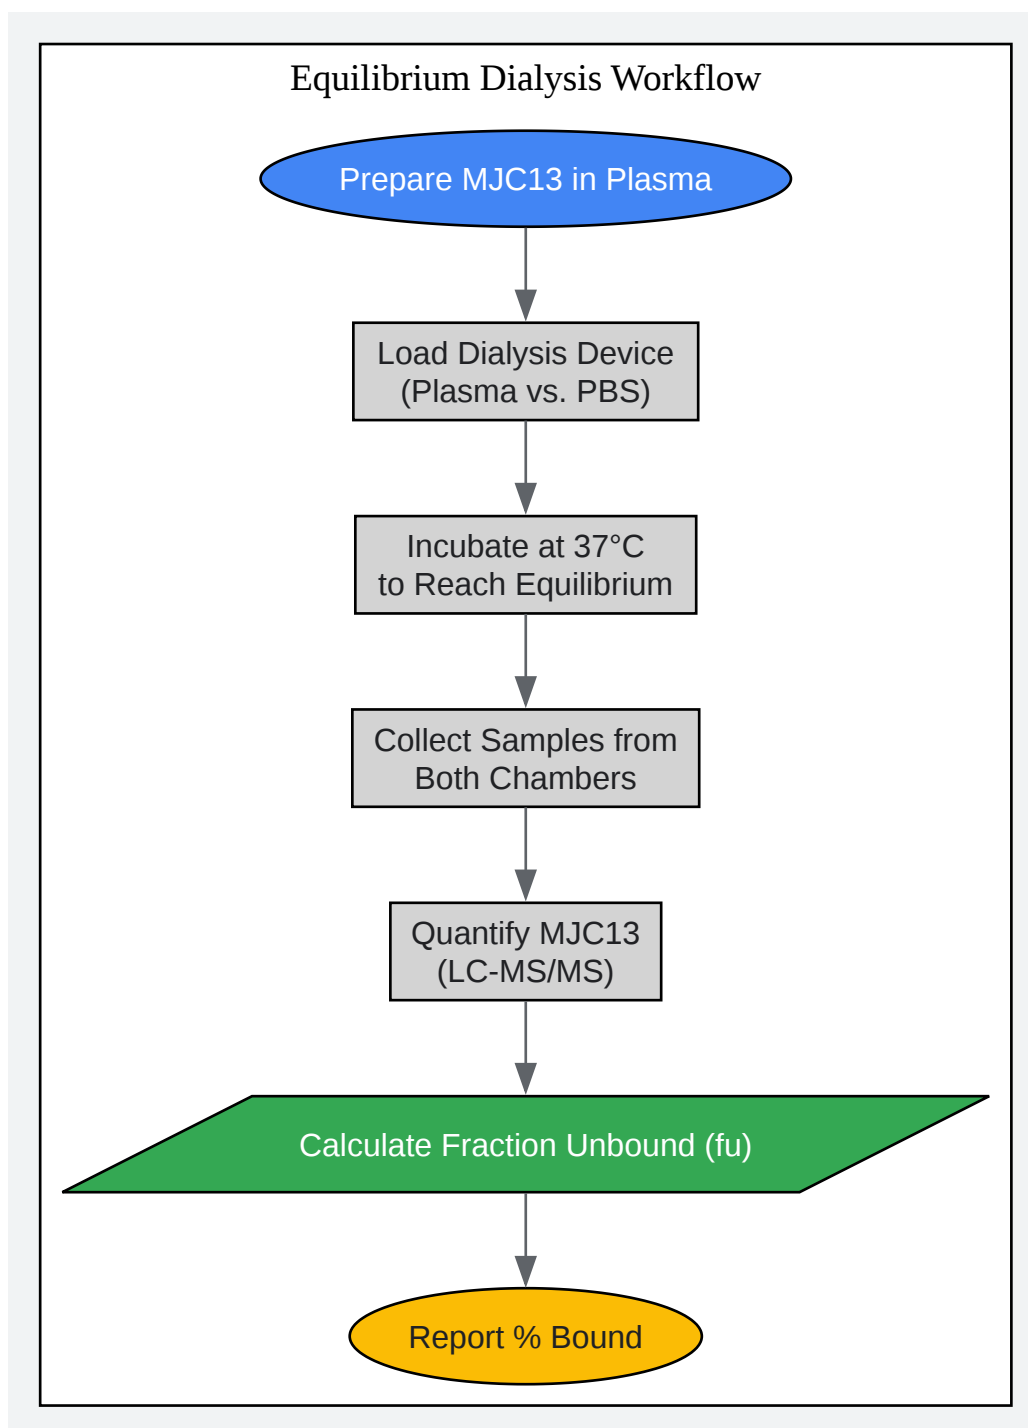 Equilibrium Dialysis Workflow
Prepare MJC13 in Plasma
Load Dialysis Device
(Plasma vs. PBS)
Incubate at 37°C
to Reach Equilibrium
Collect Samples from
Both Chambers
Quantify MJC13
(LC-MS/MS)
Calculate Fraction Unbound (fu)
Report % Bound